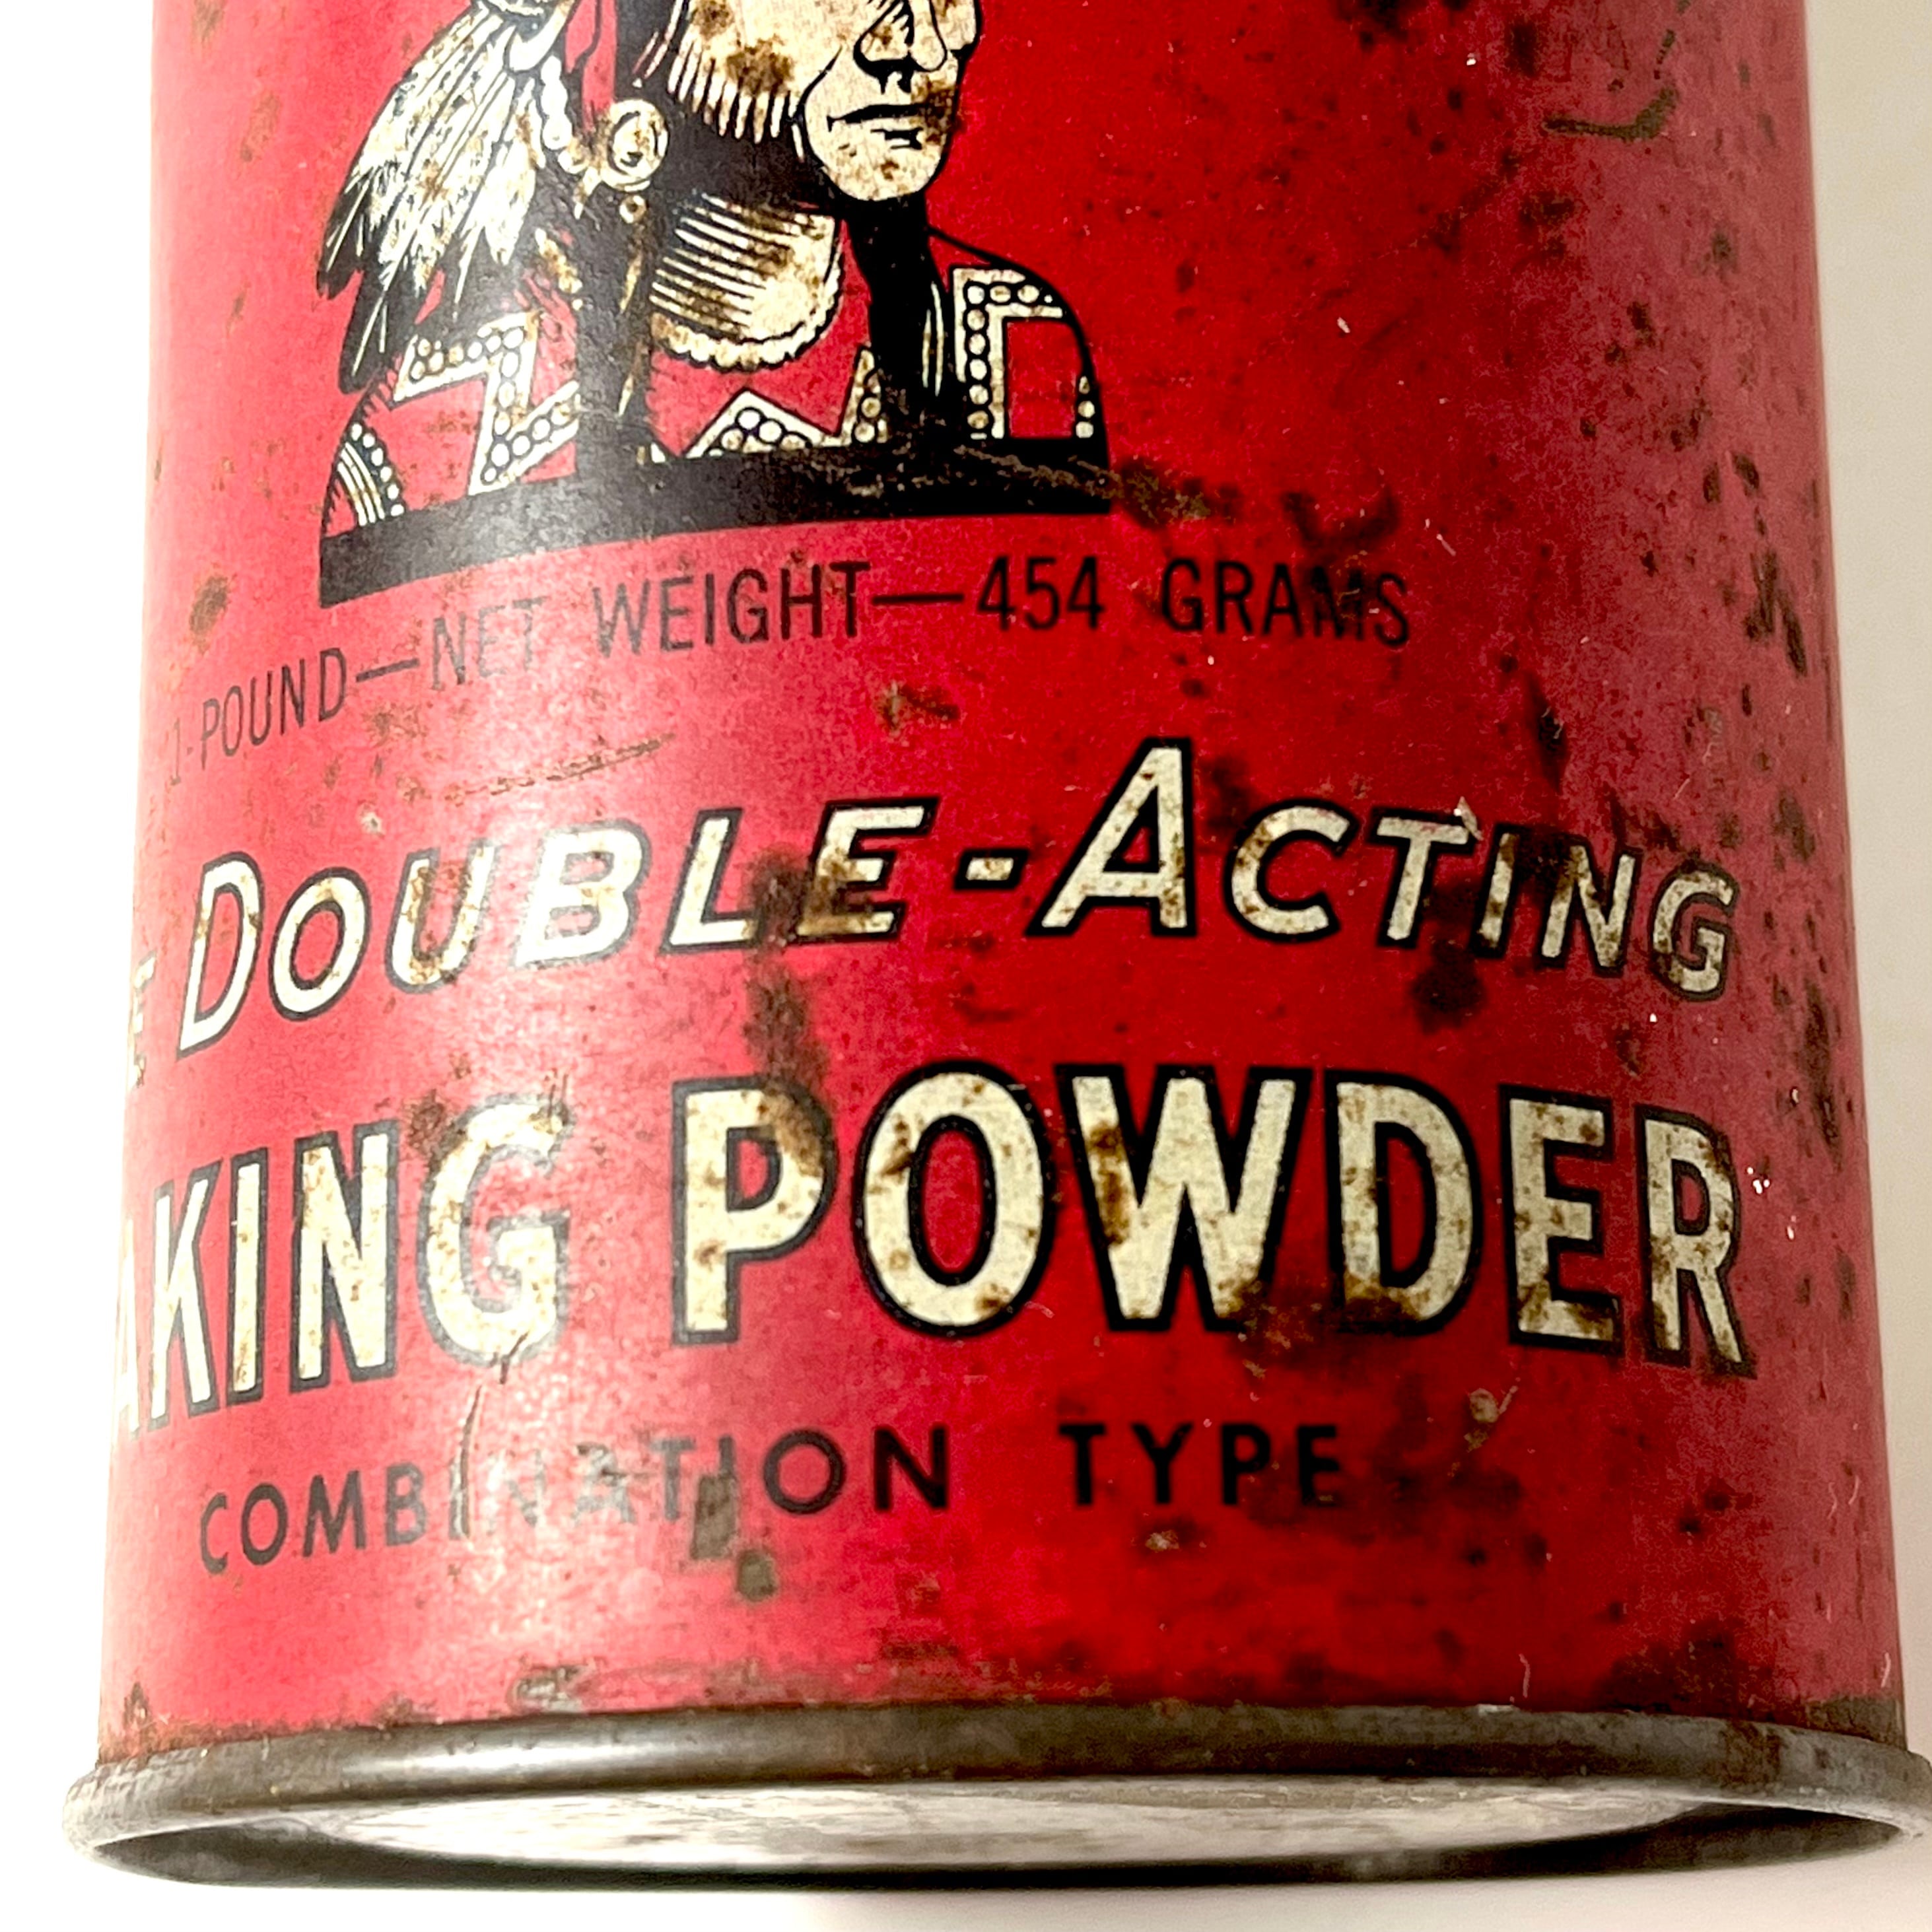 1-POUND—NET WEIGHT—454 GRAMS
DOUBLE-ACTING
AKING POWDER
COMBINATION TYPE